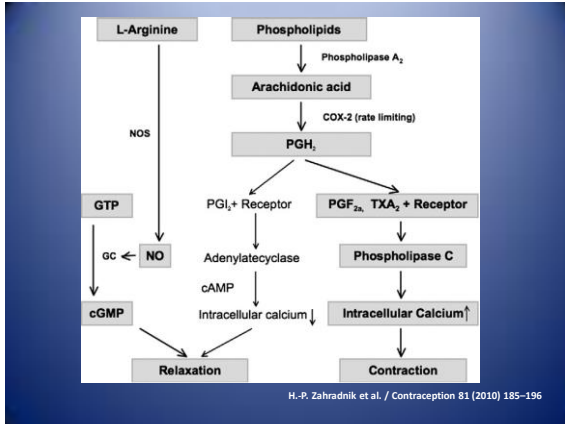 L-Arginine
Phospholipids
Phospholipase A₂
Arachidonic acid
COX-2 (rate limiting)
NOS
PGH₂
GTP
PGI₂+ Receptor
PGF₂ₐ, TXA₂ + Receptor
GC
NO
Adenylatecyclase
Phospholipase C
cAMP
cGMP
Intracellular calcium↓
Intracellular Calcium↑
Relaxation
Contraction
H.-P. Zahradnik et al. / Contraception 81 (2010) 185–196